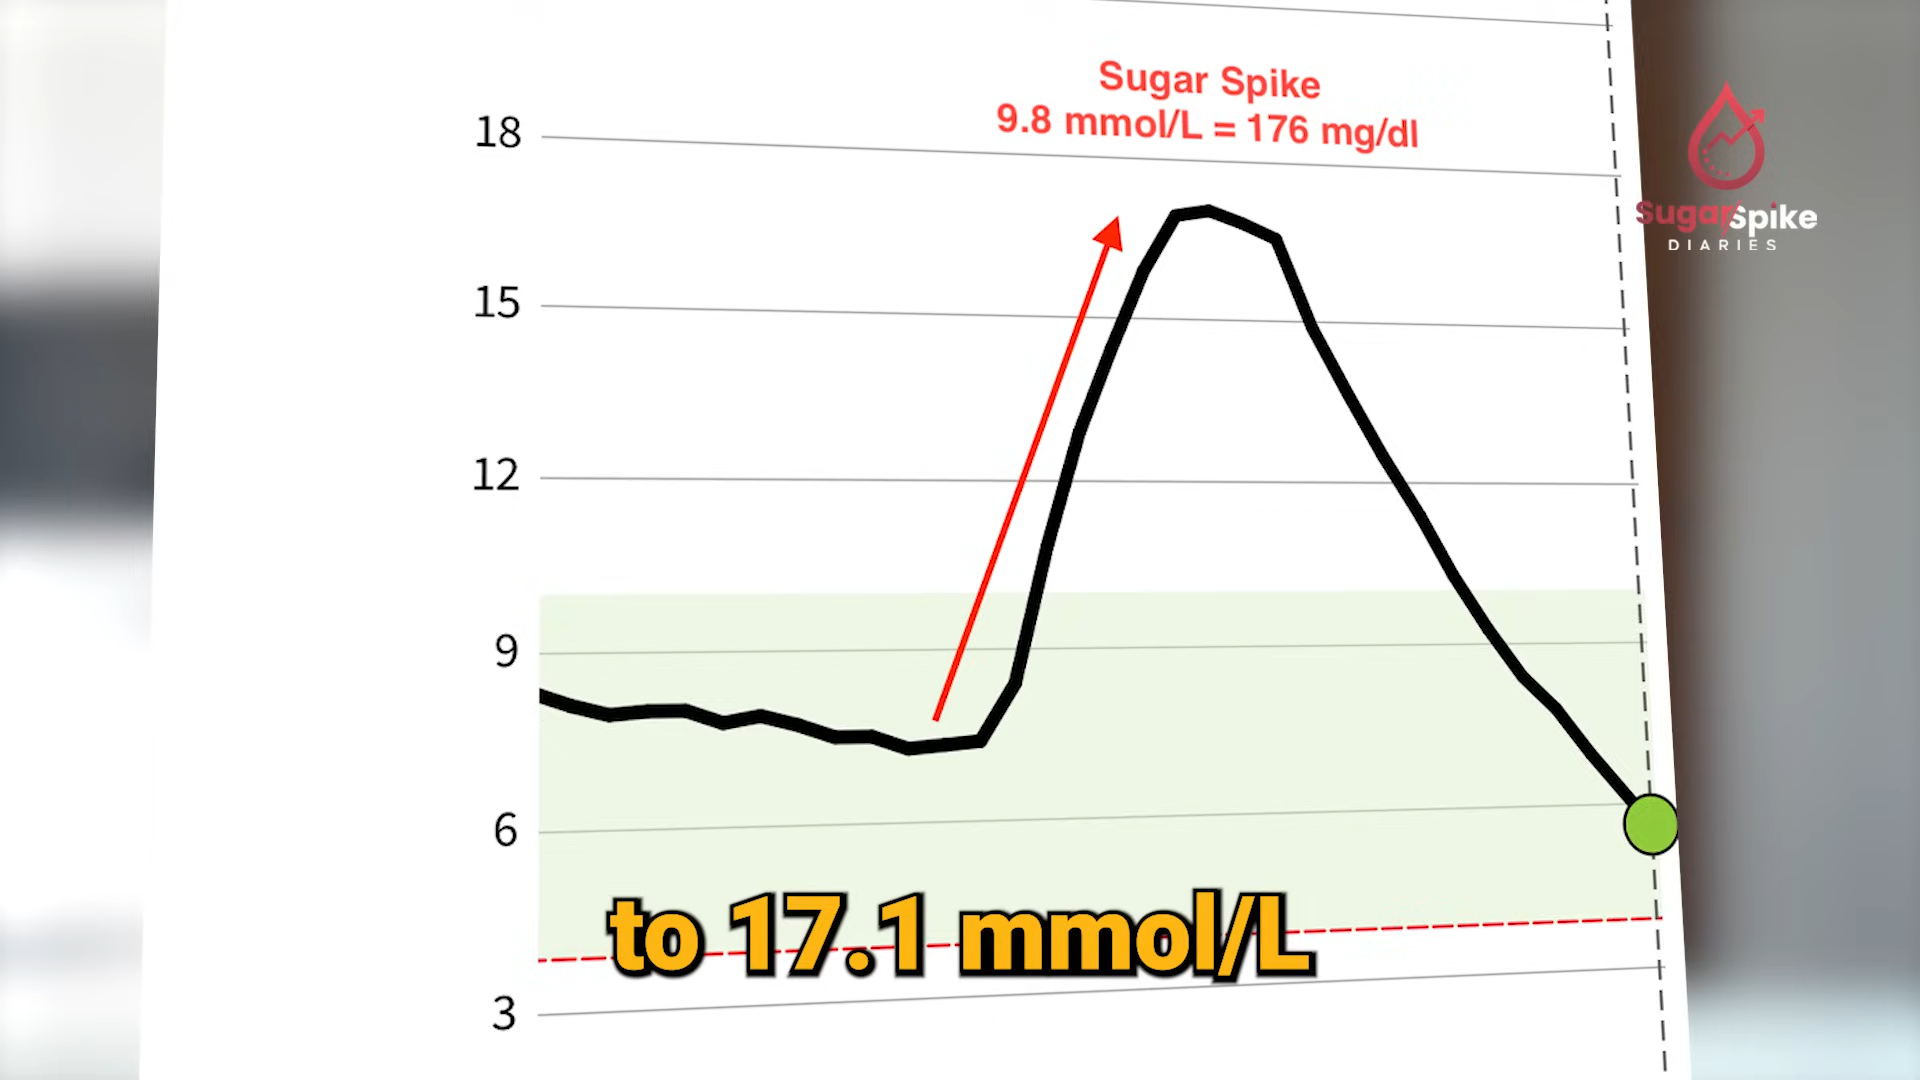 Sugar Spike
9.8 mmol/L = 176 mg/dl
18
15
12
9
6
3
SugarSpike
DIARIES
to 17.1 mmol/L